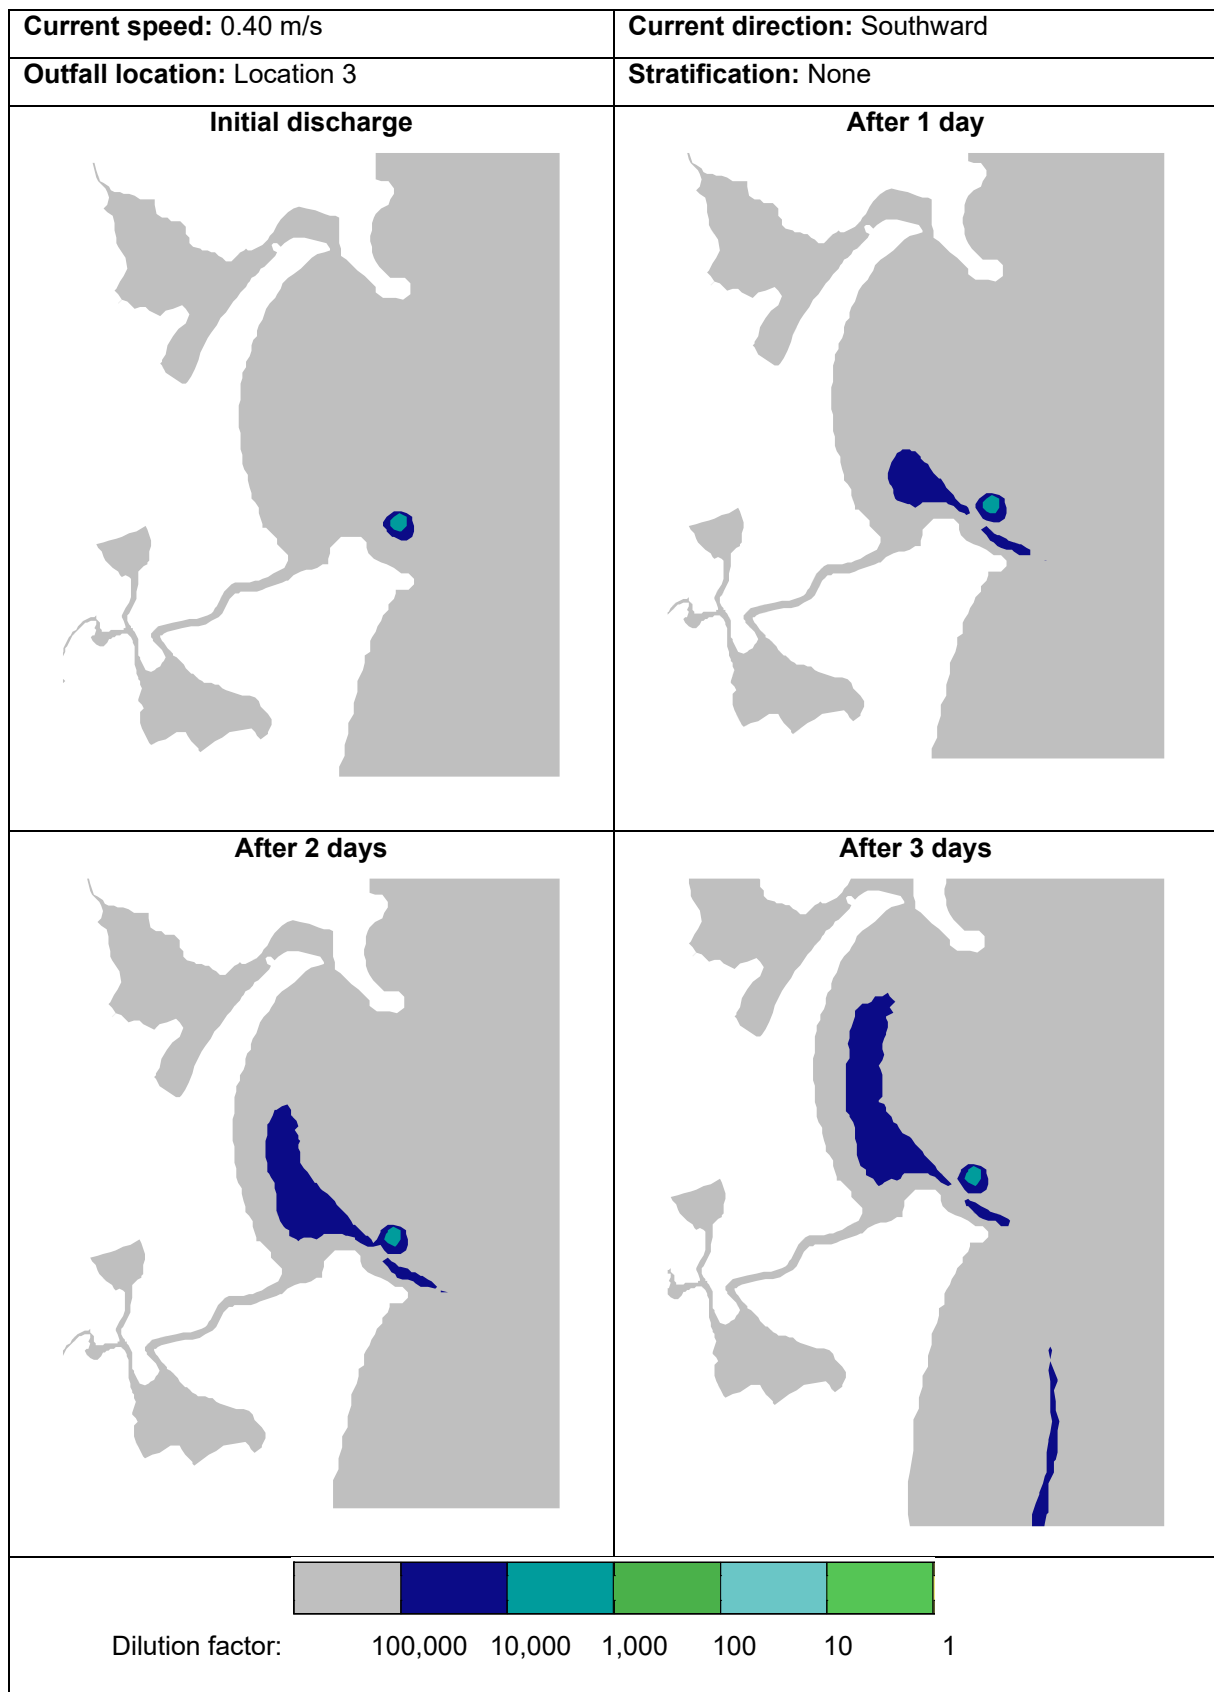 Current speed: 0.40 m/s
Current direction: Southward
Outfall location: Location 3
Stratification: None
Initial discharge
After 1 day
After 2 days
After 3 days
Dilution factor: 100,000 10,000 1,000 100 10 1